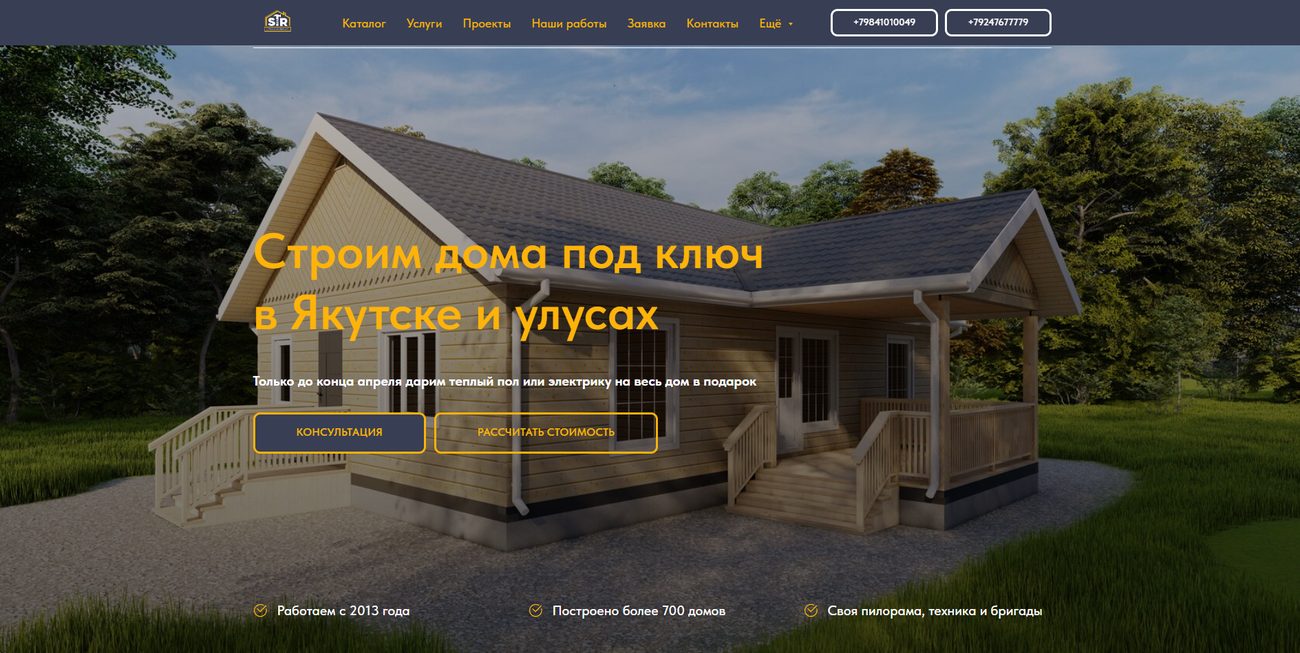 STR
Каталог Услуги Проекты Наши работы Заявка Контакты Ещё
+79841010049 +79247677779
Строим дома под ключ
в Якутске и улусах
Только до конца апреля дарим теплый пол или электрику на весь дом в подарок
КОНСУЛЬТАЦИЯ РАССЧИТАТЬ СТОИМОСТЬ
Работаем с 2013 года Построено более 700 домов Своя пилорама, техника и бригады